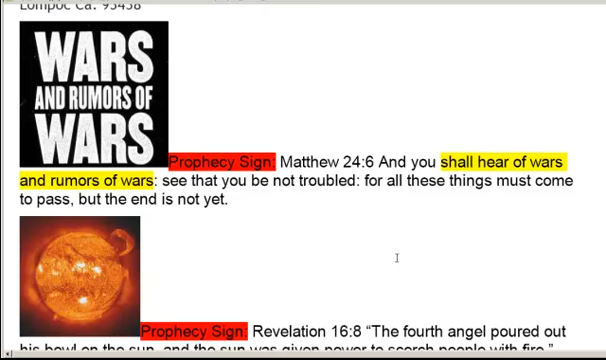 Lompoc Ca. 93438
WARS
AND RUMORS OF
WARS
Prophecy Sign: Matthew 24:6 And you shall hear of wars
and rumors of wars: see that you be not troubled: for all these things must come
to pass, but the end is not yet.
Prophecy Sign: Revelation 16:8 “The fourth angel poured out
his bowl on the sun, and the sun was given power to scorch people with fire.”